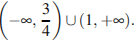 (−∞, 3/4) ∪ (1, +∞).